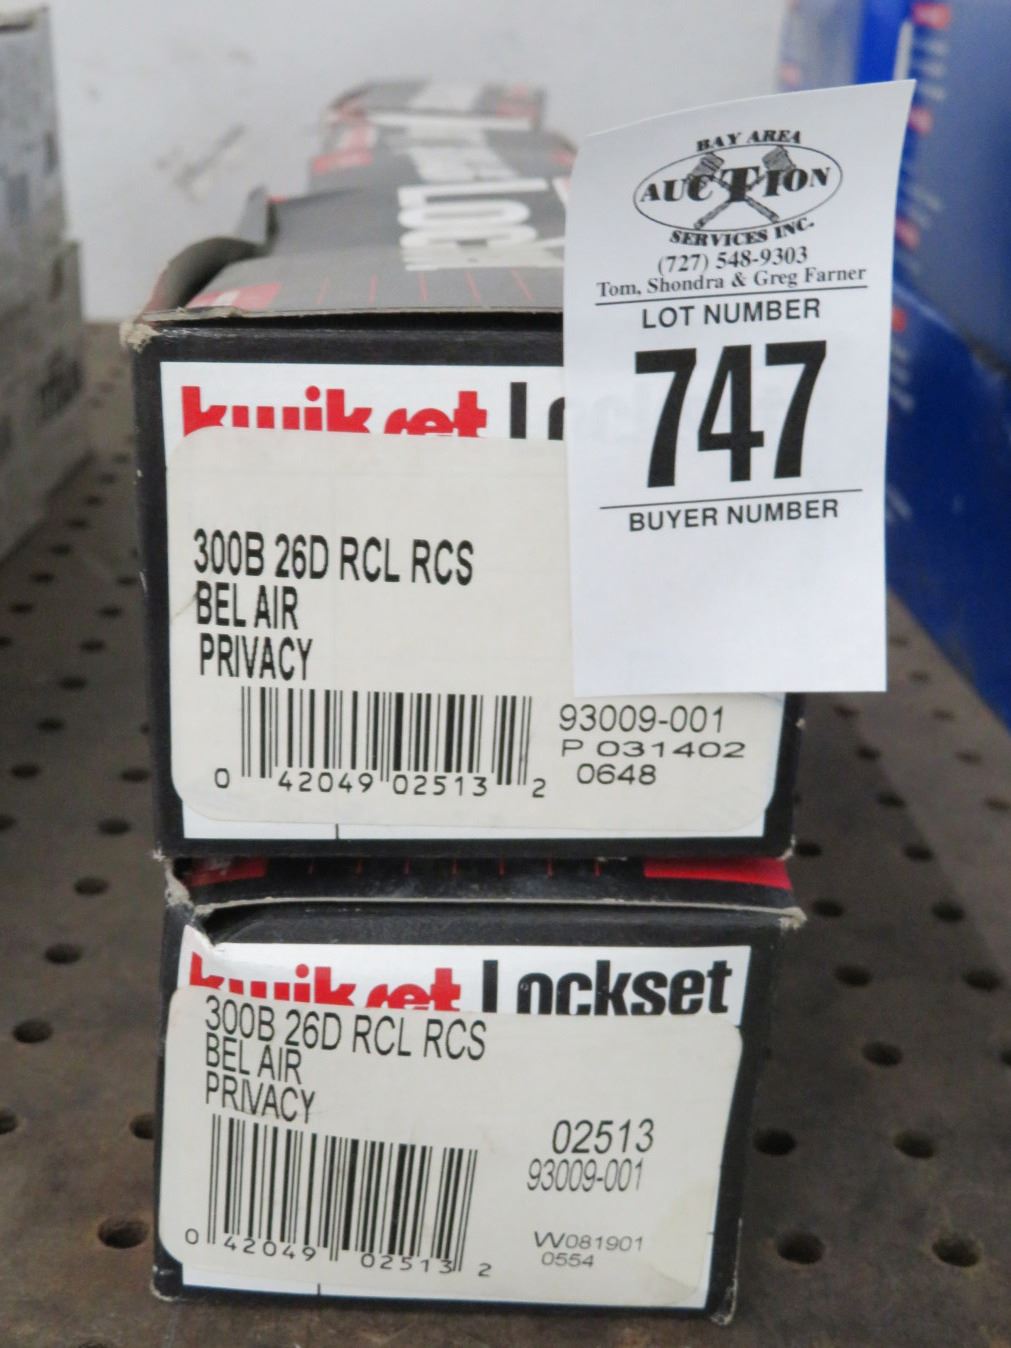 BAY AREA
AUCTION
SERVICES INC.
(727) 548-9303
Tom, Shondra & Greg Farner
LOT NUMBER
747
BUYER NUMBER
kwikset
300B 26D RCL RCS
BEL AIR
PRIVACY
93009-001
P 031402
0648
0 42049 02513 2
kwikset Lockset
300B 26D RCL RCS
BEL AIR
PRIVACY
02513
93009-001
W081901
0554
0 42049 02513 2